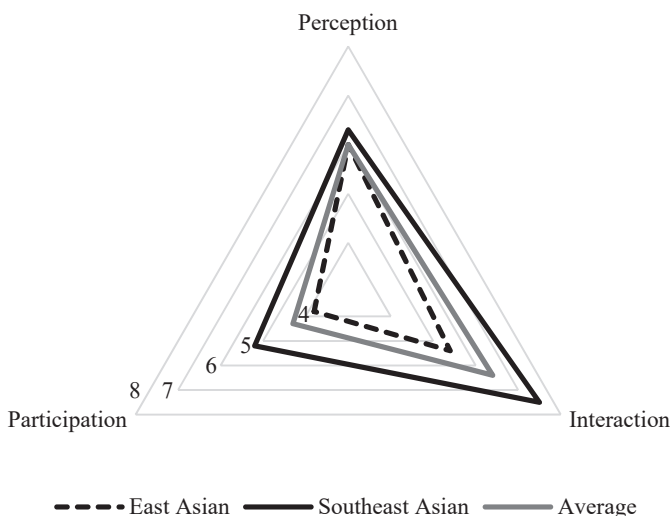 Perception
4
5
6
8 7
Participation Interaction
East Asian Southeast Asian Average